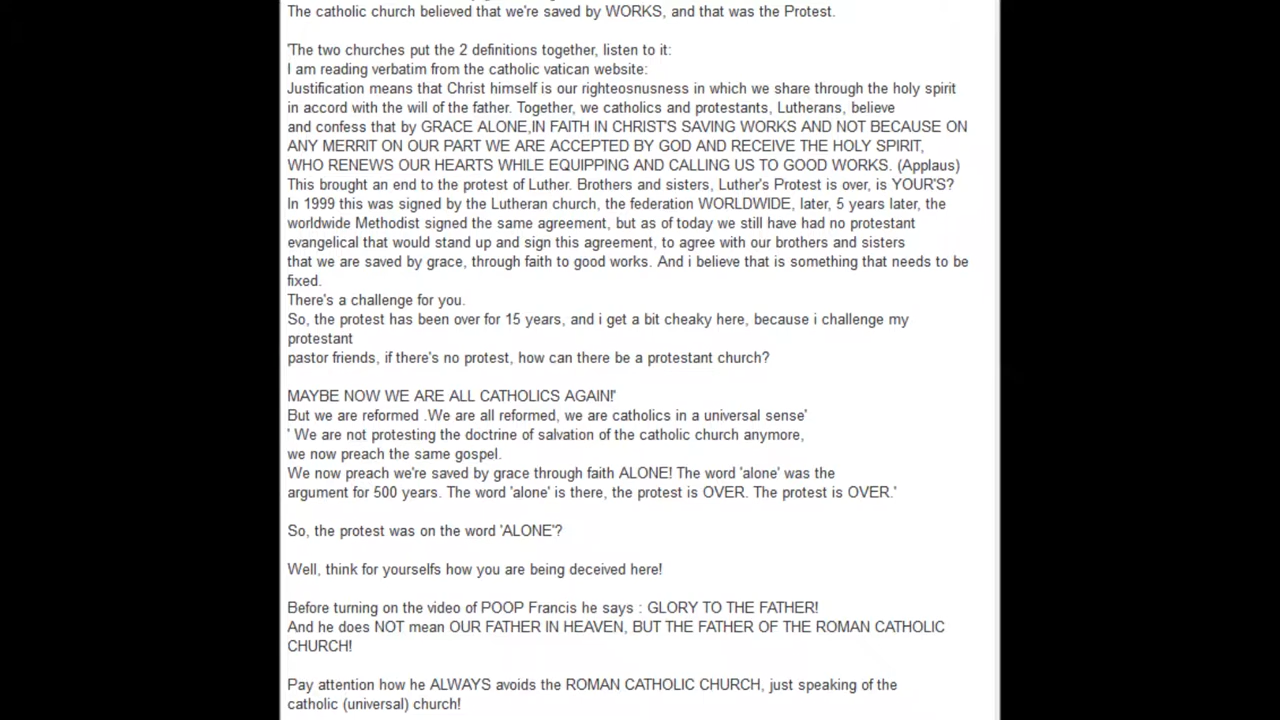 The catholic church believed that we're saved by WORKS, and that was the Protest.
'The two churches put the 2 definitions together, listen to it:
I am reading verbatim from the catholic vatican website:
Justification means that Christ himself is our righteosnusness in which we share through the holy spirit
in accord with the will of the father. Together, we catholics and protestants, Lutherans, believe
and confess that by GRACE ALONE,IN FAITH IN CHRIST'S SAVING WORKS AND NOT BECAUSE ON
ANY MERRIT ON OUR PART WE ARE ACCEPTED BY GOD AND RECEIVE THE HOLY SPIRIT,
WHO RENEWS OUR HEARTS WHILE EQUIPPING AND CALLING US TO GOOD WORKS. (Applaus)
This brought an end to the protest of Luther. Brothers and sisters, Luther's Protest is over, is YOUR'S?
In 1999 this was signed by the Lutheran church, the federation WORLDWIDE, later, 5 years later, the
worldwide Methodist signed the same agreement, but as of today we still have had no protestant
evangelical that would stand up and sign this agreement, to agree with our brothers and sisters
that we are saved by grace, through faith to good works. And i believe that is something that needs to be
fixed.
There's a challenge for you.
So, the protest has been over for 15 years, and i get a bit cheaky here, because i challenge my
protestant
pastor friends, if there's no protest, how can there be a protestant church?
MAYBE NOW WE ARE ALL CATHOLICS AGAIN!'
But we are reformed .We are all reformed, we are catholics in a universal sense'
' We are not protesting the doctrine of salvation of the catholic church anymore,
we now preach the same gospel.
We now preach we're saved by grace through faith ALONE! The word 'alone' was the
argument for 500 years. The word 'alone' is there, the protest is OVER. The protest is OVER.'
So, the protest was on the word 'ALONE'?
Well, think for yourselfs how you are being deceived here!
Before turning on the video of POOP Francis he says : GLORY TO THE FATHER!
And he does NOT mean OUR FATHER IN HEAVEN, BUT THE FATHER OF THE ROMAN CATHOLIC
CHURCH!
Pay attention how he ALWAYS avoids the ROMAN CATHOLIC CHURCH, just speaking of the
catholic (universal) church!